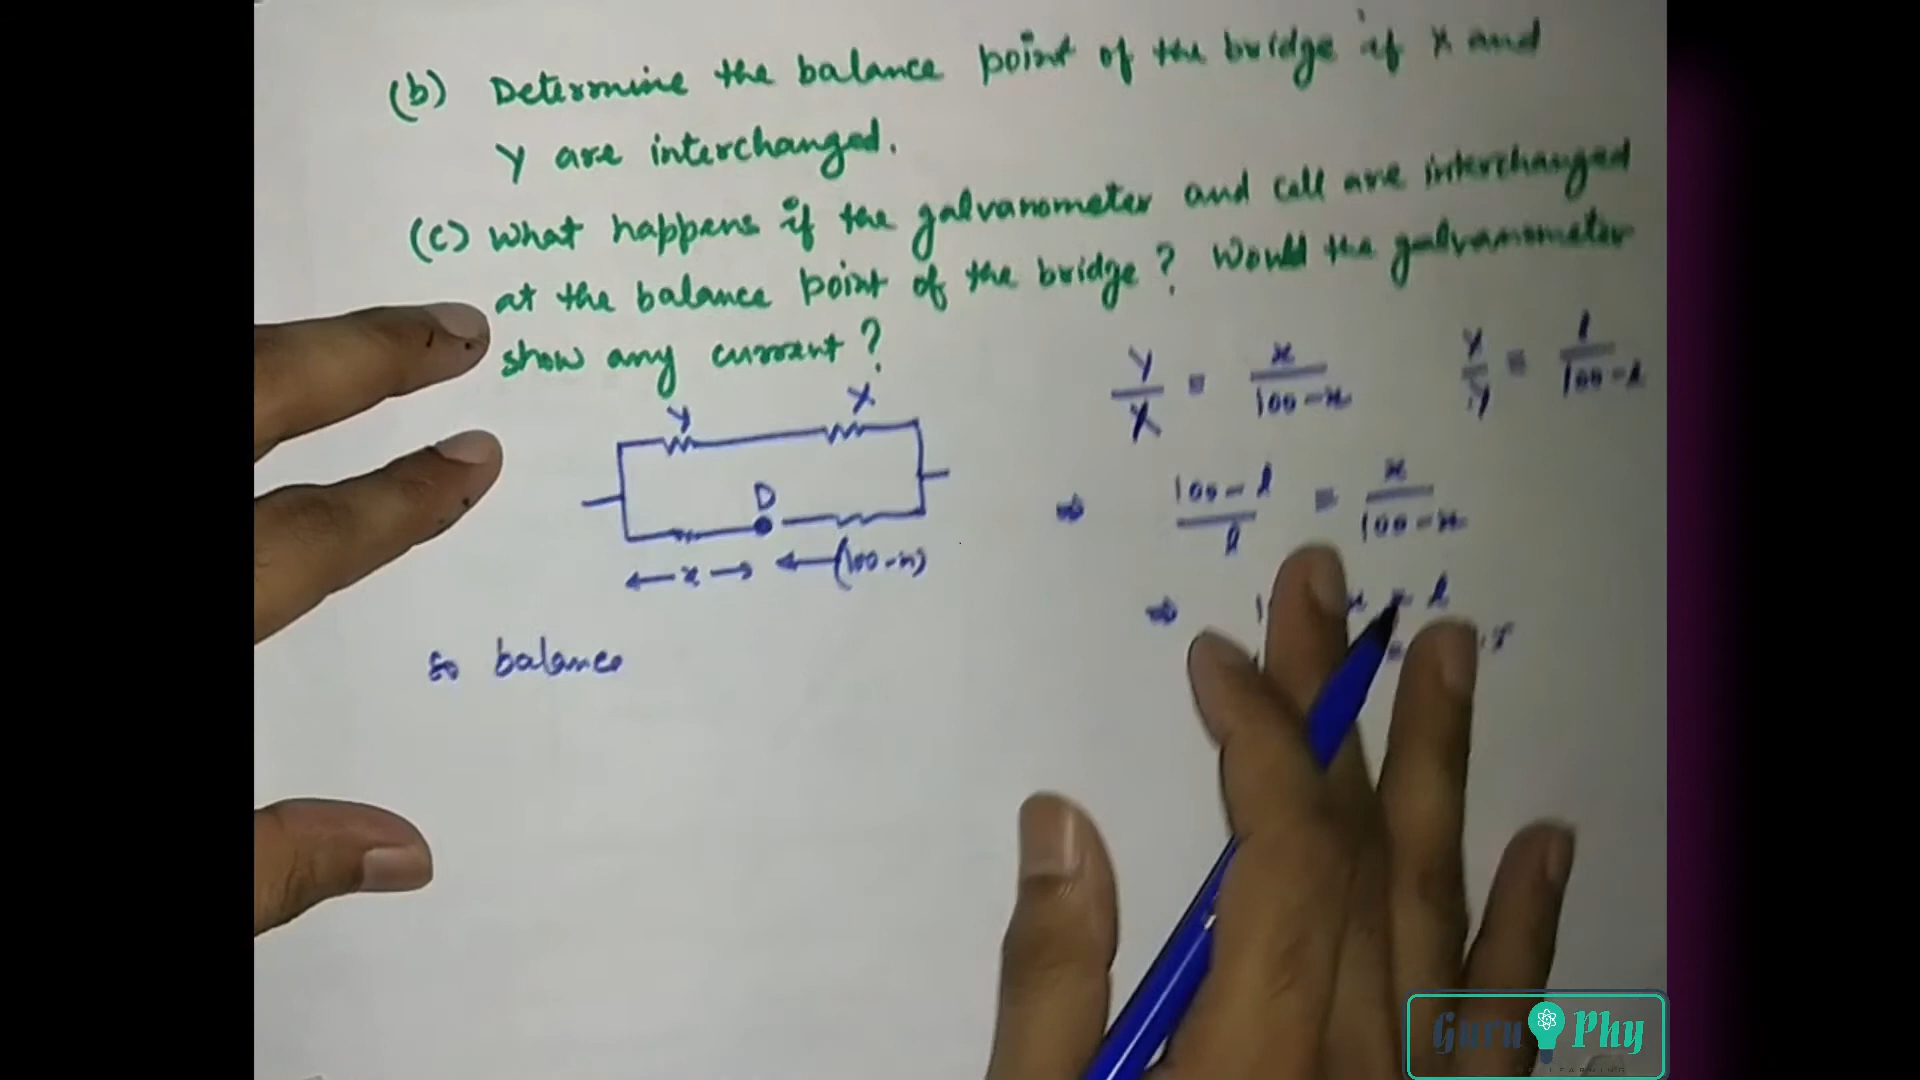 (b) Determine the balance point of the bridge if X and
Y are interchanged.
(c) What happens if the galvanometer and cell are interchanged
at the balance point of the bridge? Would the galvanometer
show any current?
Y/X = x/100-x
X/Y = l/100-l
Y X
⇒ 100-l/l = x/100-x
D
x (100-x)
⇒ x = l
So balance
Guru Phy